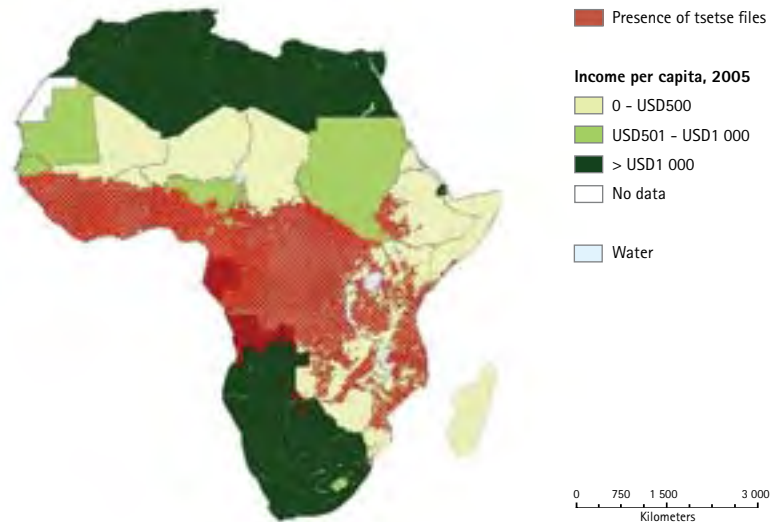 Presence of tsetse files
Income per capita, 2005
0 - USD500
USD501 - USD1 000
> USD1 000
No data
Water
0 750 1 500 3 000
Kilometers